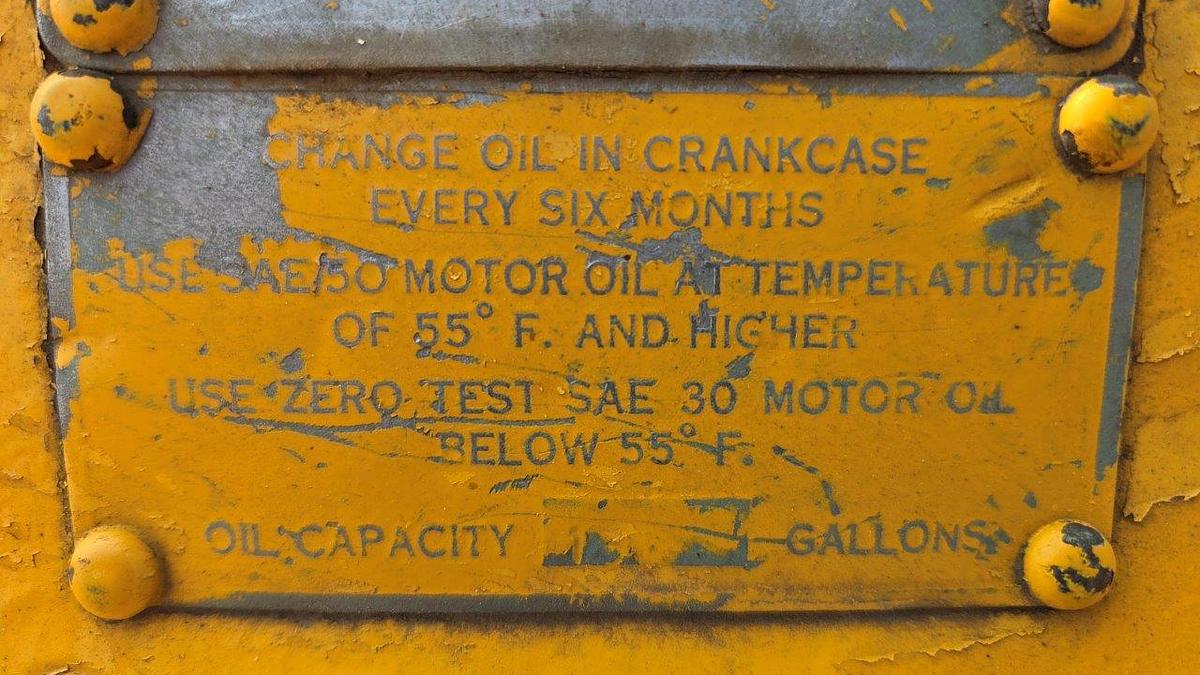 CHANGE OIL IN CRANKCASE
EVERY SIX MONTHS
USE SAE 50 MOTOR OIL AT TEMPERATURE
OF 55° F. AND HIGHER
USE ZERO TEST SAE 30 MOTOR OIL
BELOW 55° F.
OIL CAPACITY GALLONS